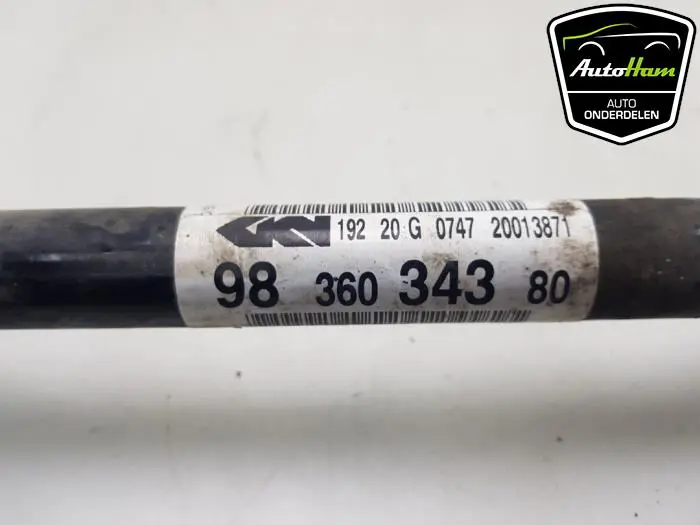 AutoHam
AUTO
ONDERDELEN
192 20 G 0747 20013871
98 360 343 80